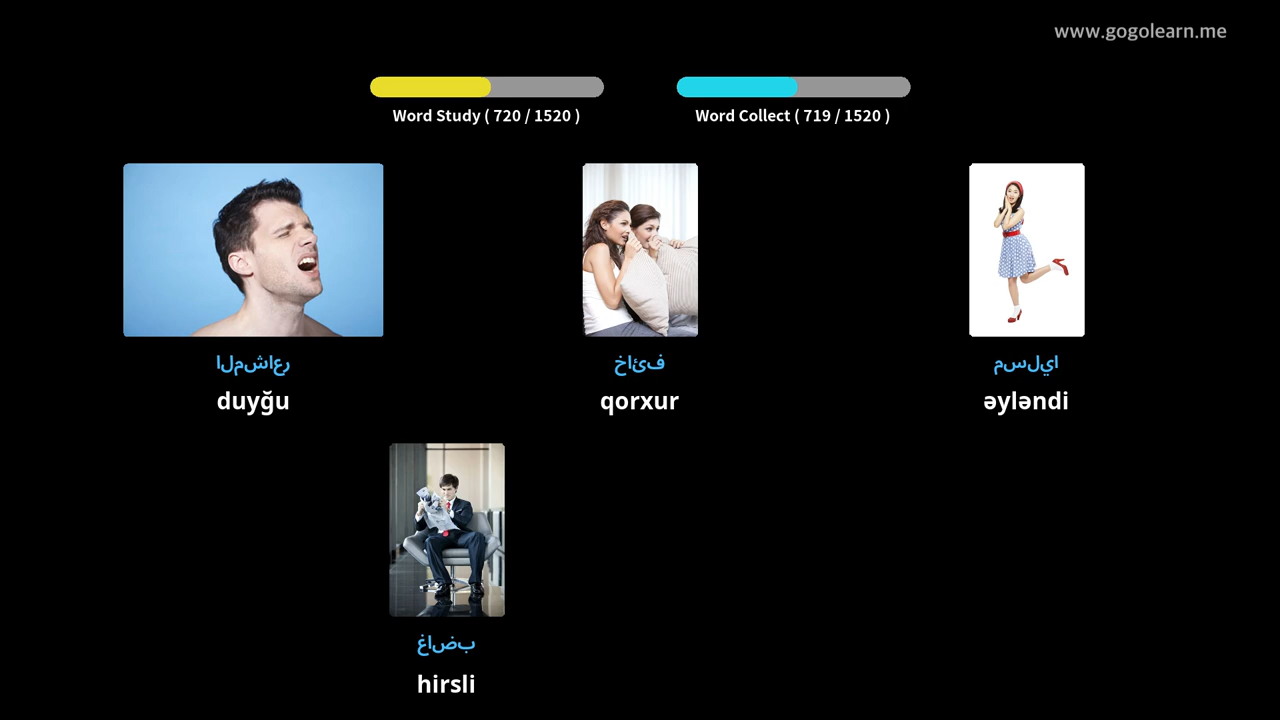 www.gogolearn.me
Word Study ( 720 / 1520 )
Word Collect ( 719 / 1520 )
المشاعر
خائف
مسليا
duyğu
qorxur
əyləndi
غاضب
hirsli